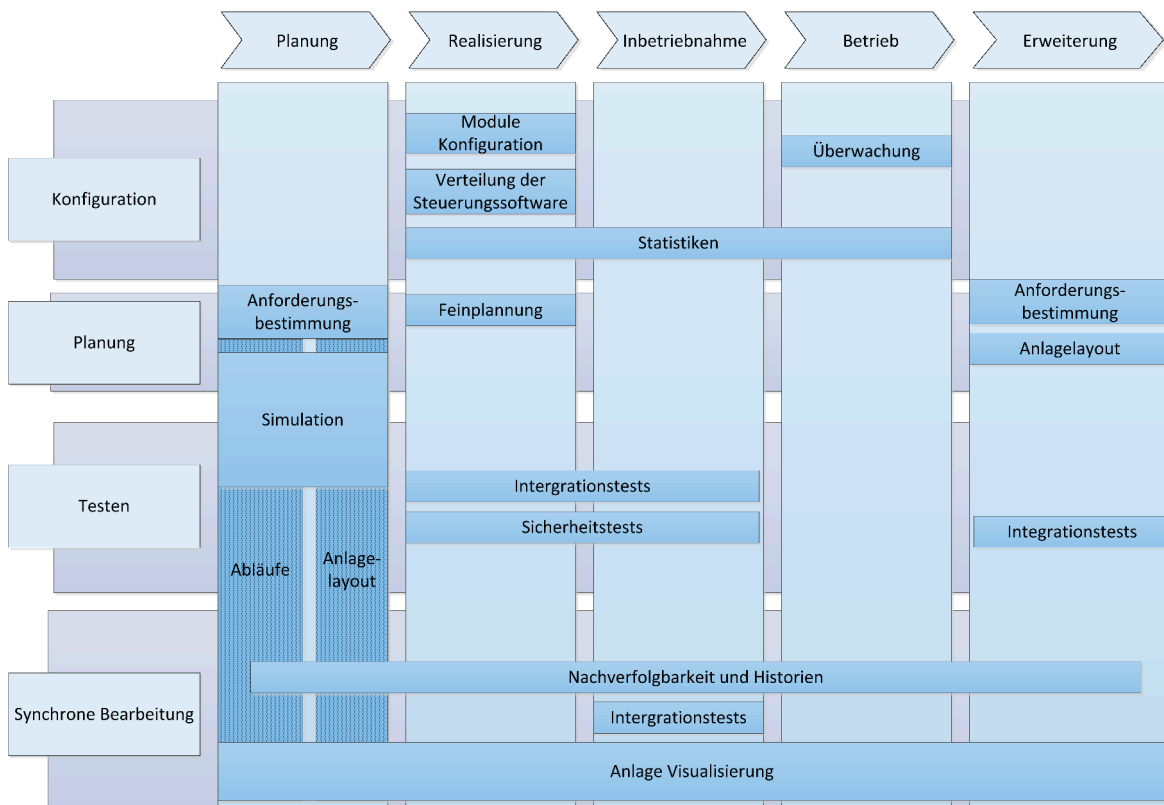 Planung
Realisierung
Inbetriebnahme
Betrieb
Erweiterung
Konfiguration
Module
Konfiguration
Verteilung der
Steuerungssoftware
Überwachung
Statistiken
Planung
Anforderungs-
bestimmung
Feinplannung
Anforderungs-
bestimmung
Anlagelayout
Simulation
Testen
Intergrationstests
Sicherheitstests
Integrationstests
Abläufe
Anlage-
layout
Synchrone Bearbeitung
Nachverfolgbarkeit und Historien
Intergrationstests
Anlage Visualisierung